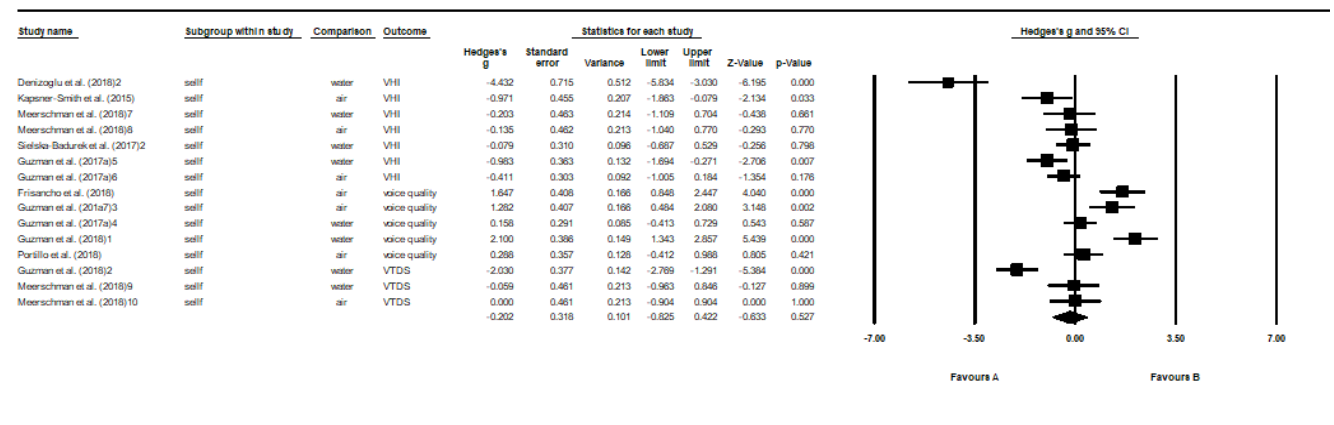 Study name Subgroup within study Comparison Outcome Statistics for each study Hedges's g and 95% CI
Hedges's g Standard error Variance Lower limit Upper limit Z-Value p-Value
Denizoglu et al. (2018)2 sellf water VHI -4.432 0.715 0.512 -5.834 -3.030 -6.195 0.000
Kapsner-Smith et al. (2015) sellf air VHI -0.971 0.455 0.207 -1.863 -0.079 -2.134 0.033
Meerschman et al. (2018)7 sellf water VHI -0.203 0.463 0.214 -1.109 0.704 -0.438 0.661
Meerschman et al. (2018)8 sellf air VHI -0.135 0.462 0.213 -1.040 0.770 -0.293 0.770
Sielska-Badurek et al. (2017)2 sellf water VHI -0.079 0.310 0.096 -0.687 0.529 -0.256 0.798
Guzman et al. (2017a)5 sellf water VHI -0.983 0.363 0.132 -1.694 -0.271 -2.706 0.007
Guzman et al. (2017a)6 sellf air VHI -0.411 0.303 0.092 -1.005 0.184 -1.354 0.176
Frisancho et al. (2018) sellf air voice quality 1.647 0.408 0.166 0.848 2.447 4.040 0.000
Guzman et al. (201a7)3 sellf air voice quality 1.282 0.407 0.166 0.484 2.080 3.148 0.002
Guzman et al. (2017a)4 sellf water voice quality 0.158 0.291 0.085 -0.413 0.729 0.543 0.587
Guzman et al. (2018)1 sellf water voice quality 2.100 0.386 0.149 1.343 2.857 5.439 0.000
Portillo et al. (2018) sellf air voice quality 0.288 0.357 0.128 -0.412 0.988 0.805 0.421
Guzman et al. (2018)2 sellf water VTDS -2.030 0.377 0.142 -2.769 -1.291 -5.384 0.000
Meerschman et al. (2018)9 sellf water VTDS -0.059 0.461 0.213 -0.963 0.846 -0.127 0.899
Meerschman et al. (2018)10 sellf air VTDS 0.000 0.461 0.213 -0.904 0.904 0.000 1.000
-0.202 0.318 0.101 -0.825 0.422 -0.633 0.527
-7.00 -3.50 0.00 3.50 7.00
Favours A Favours B